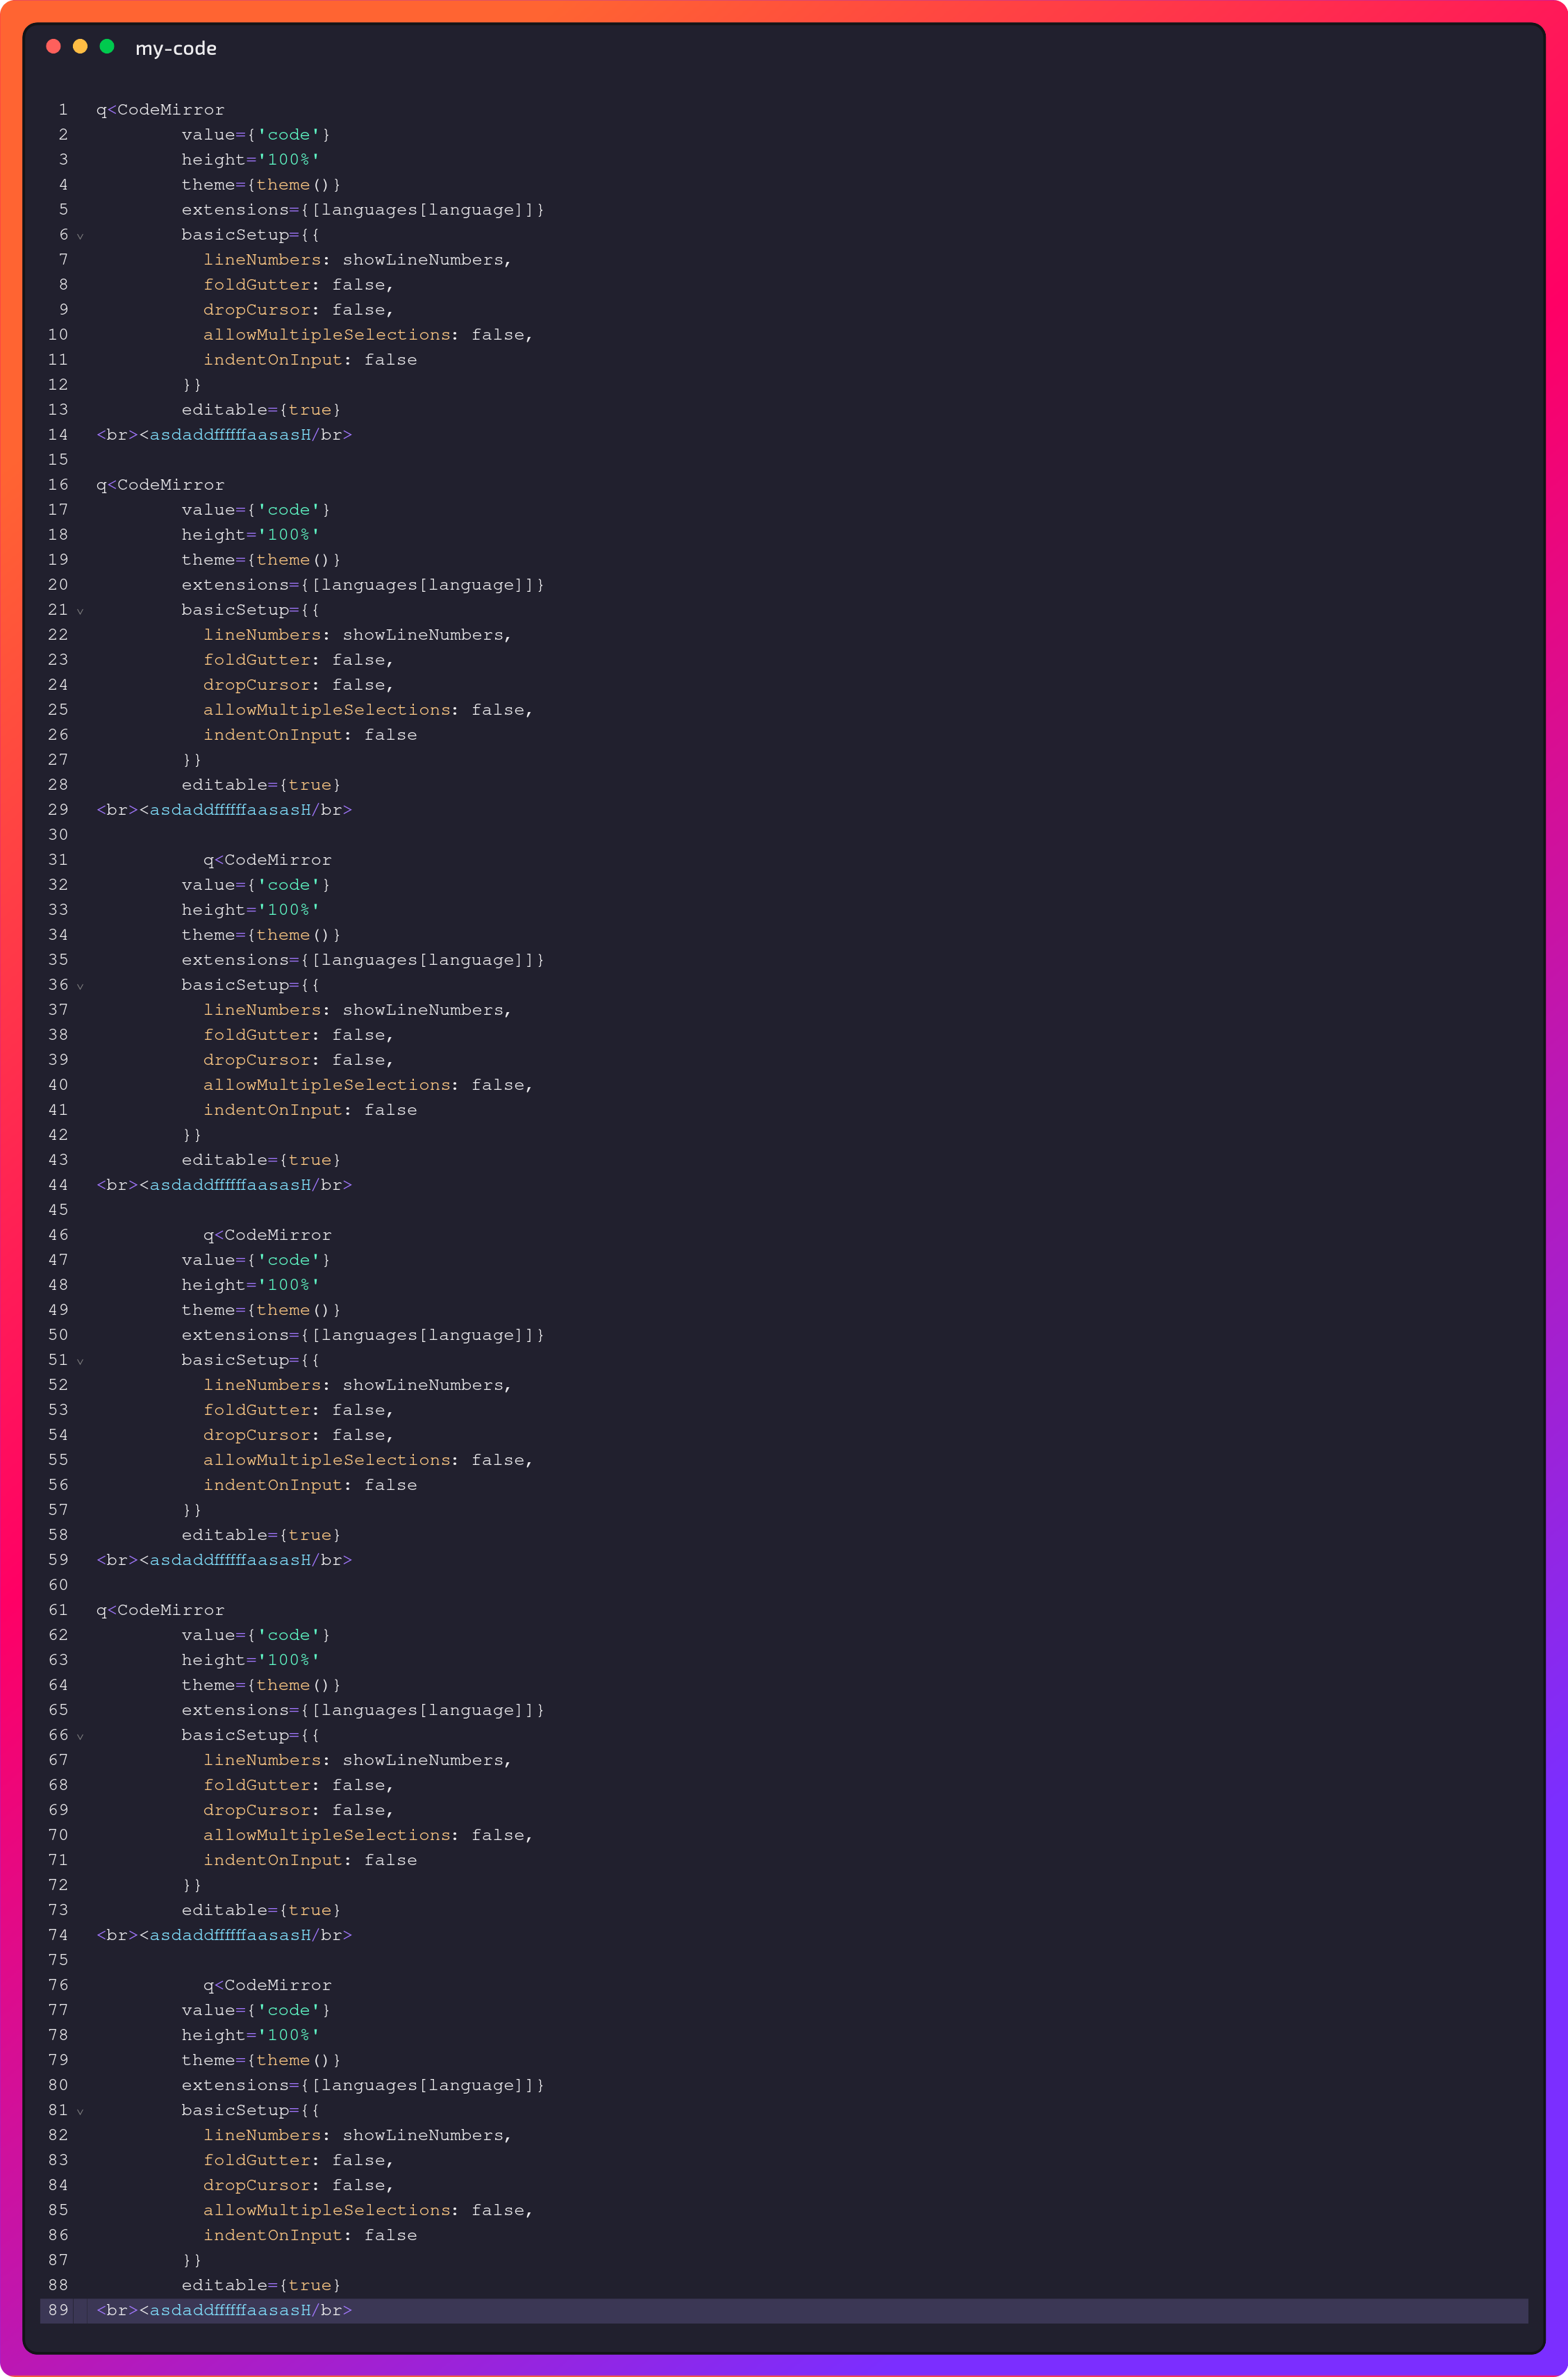 my-code
1 q<CodeMirror
2 value={'code'}
3 height='100%'
4 theme={theme()}
5 extensions={[languages[language]]}
6 basicSetup={{
7 lineNumbers: showLineNumbers,
8 foldGutter: false,
9 dropCursor: false,
10 allowMultipleSelections: false,
11 indentOnInput: false
12 }}
13 editable={true}
14 <br><asdaddffffffaasasH/br>
15
16 q<CodeMirror
17 value={'code'}
18 height='100%'
19 theme={theme()}
20 extensions={[languages[language]]}
21 basicSetup={{
22 lineNumbers: showLineNumbers,
23 foldGutter: false,
24 dropCursor: false,
25 allowMultipleSelections: false,
26 indentOnInput: false
27 }}
28 editable={true}
29 <br><asdaddffffffaasasH/br>
30
31 q<CodeMirror
32 value={'code'}
33 height='100%'
34 theme={theme()}
35 extensions={[languages[language]]}
36 basicSetup={{
37 lineNumbers: showLineNumbers,
38 foldGutter: false,
39 dropCursor: false,
40 allowMultipleSelections: false,
41 indentOnInput: false
42 }}
43 editable={true}
44 <br><asdaddffffffaasasH/br>
45
46 q<CodeMirror
47 value={'code'}
48 height='100%'
49 theme={theme()}
50 extensions={[languages[language]]}
51 basicSetup={{
52 lineNumbers: showLineNumbers,
53 foldGutter: false,
54 dropCursor: false,
55 allowMultipleSelections: false,
56 indentOnInput: false
57 }}
58 editable={true}
59 <br><asdaddffffffaasasH/br>
60
61 q<CodeMirror
62 value={'code'}
63 height='100%'
64 theme={theme()}
65 extensions={[languages[language]]}
66 basicSetup={{
67 lineNumbers: showLineNumbers,
68 foldGutter: false,
69 dropCursor: false,
70 allowMultipleSelections: false,
71 indentOnInput: false
72 }}
73 editable={true}
74 <br><asdaddffffffaasasH/br>
75
76 q<CodeMirror
77 value={'code'}
78 height='100%'
79 theme={theme()}
80 extensions={[languages[language]]}
81 basicSetup={{
82 lineNumbers: showLineNumbers,
83 foldGutter: false,
84 dropCursor: false,
85 allowMultipleSelections: false,
86 indentOnInput: false
87 }}
88 editable={true}
89 <br><asdaddffffffaasasH/br>